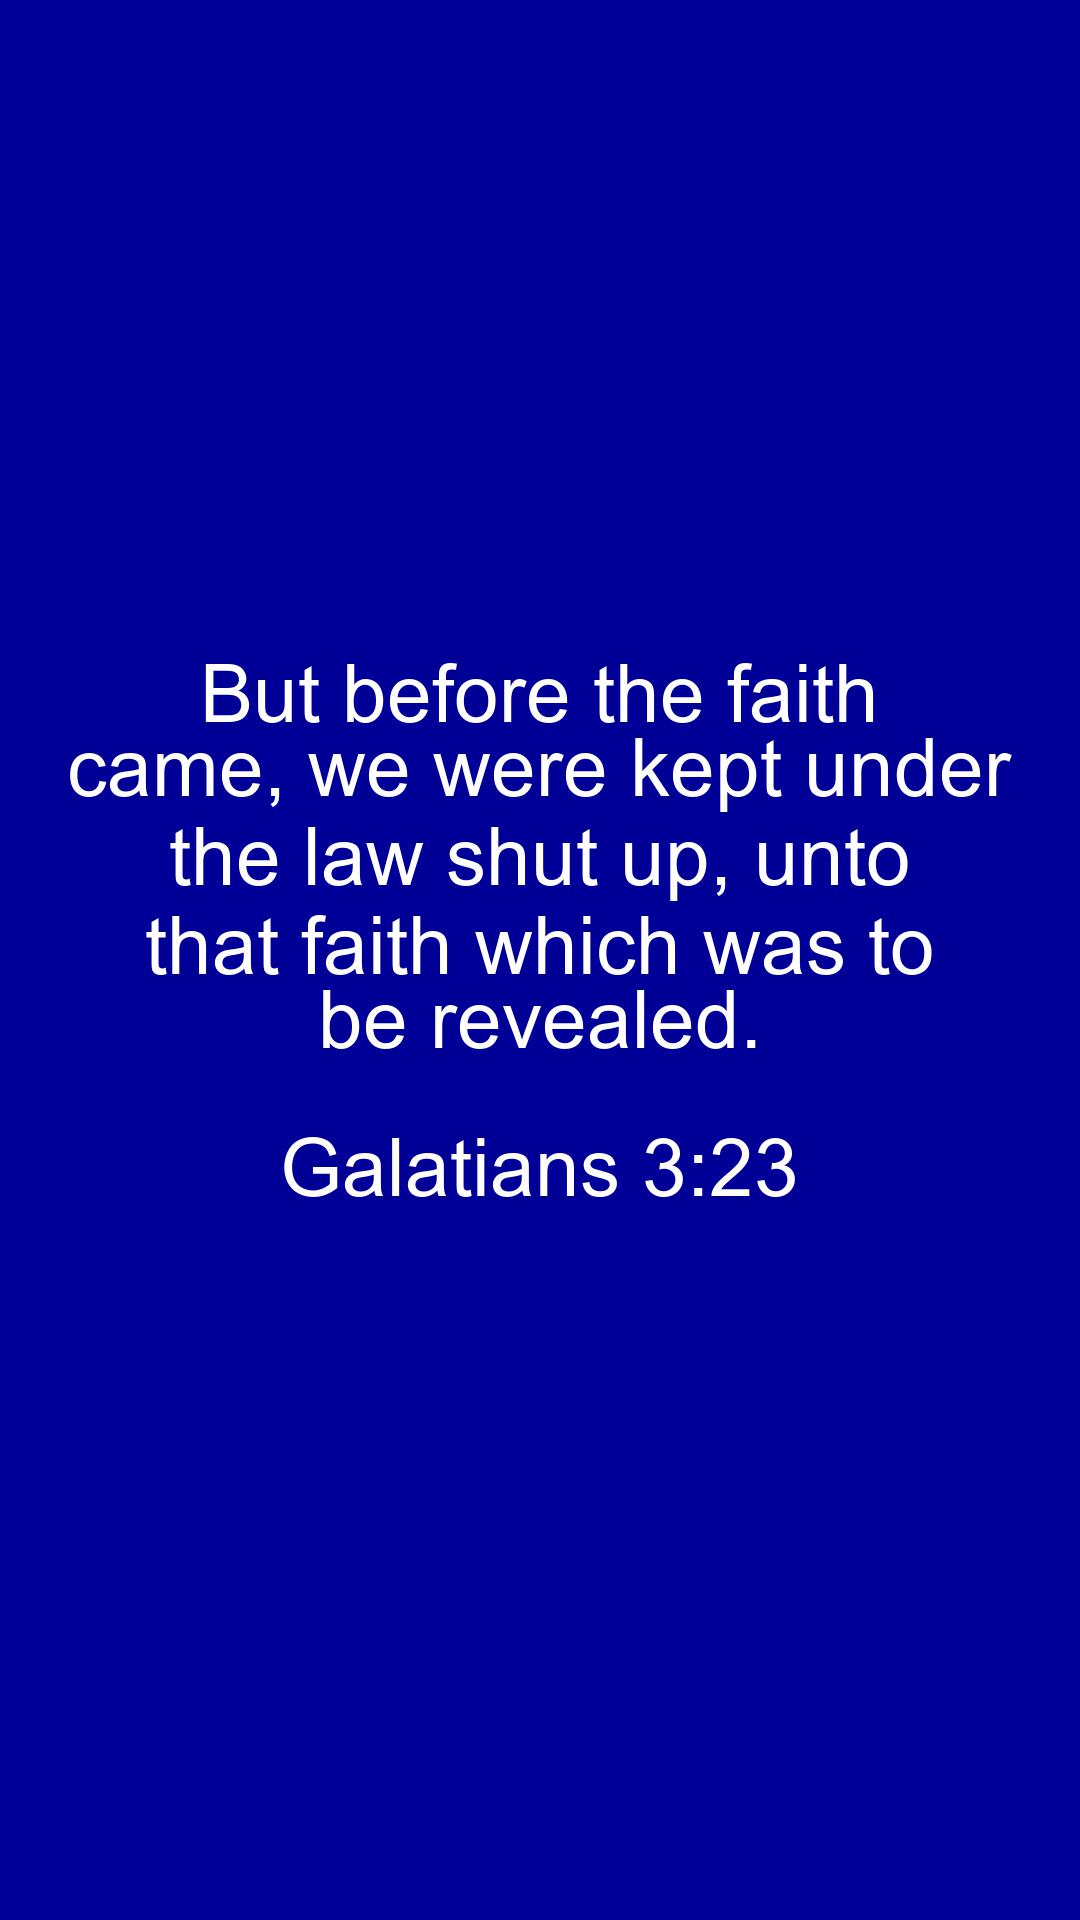 But before the faith
came, we were kept under
the law shut up, unto
that faith which was to
be revealed.
Galatians 3:23